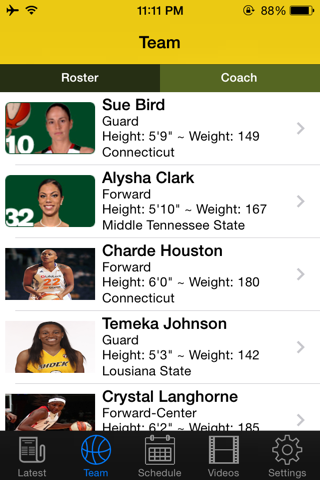 11:11 PM 88%
Team
Roster Coach
10
Sue Bird
Guard
Height: 5'9" ~ Weight: 149
Connecticut
32
Alysha Clark
Forward
Height: 5'10" ~ Weight: 167
Middle Tennessee State
22
Charde Houston
Forward
Height: 6'0" ~ Weight: 180
Connecticut
SHOCK
Temeka Johnson
Guard
Height: 5'3" ~ Weight: 142
Lousiana State
Crystal Langhorne
Forward-Center
Height: 6'2" ~ Weight: 185
Latest Team Schedule Videos Settings